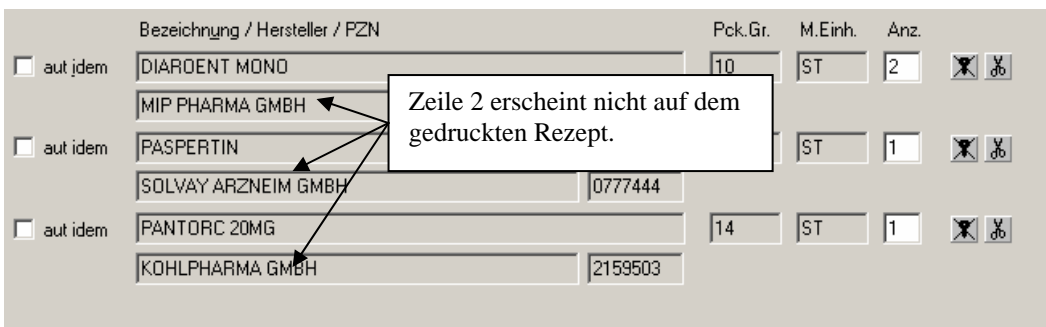 Bezeichnung / Hersteller / PZN Pck.Gr. M.Einh. Anz.
aut idem DIAROENT MONO 10 ST 2
MIP PHARMA GMBH
Zeile 2 erscheint nicht auf dem
gedruckten Rezept.
aut idem PASPERTIN ST 1
SOLVAY ARZNEIM GMBH 0777444
aut idem PANTORC 20MG 14 ST 1
KOHLPHARMA GMBH 2159503